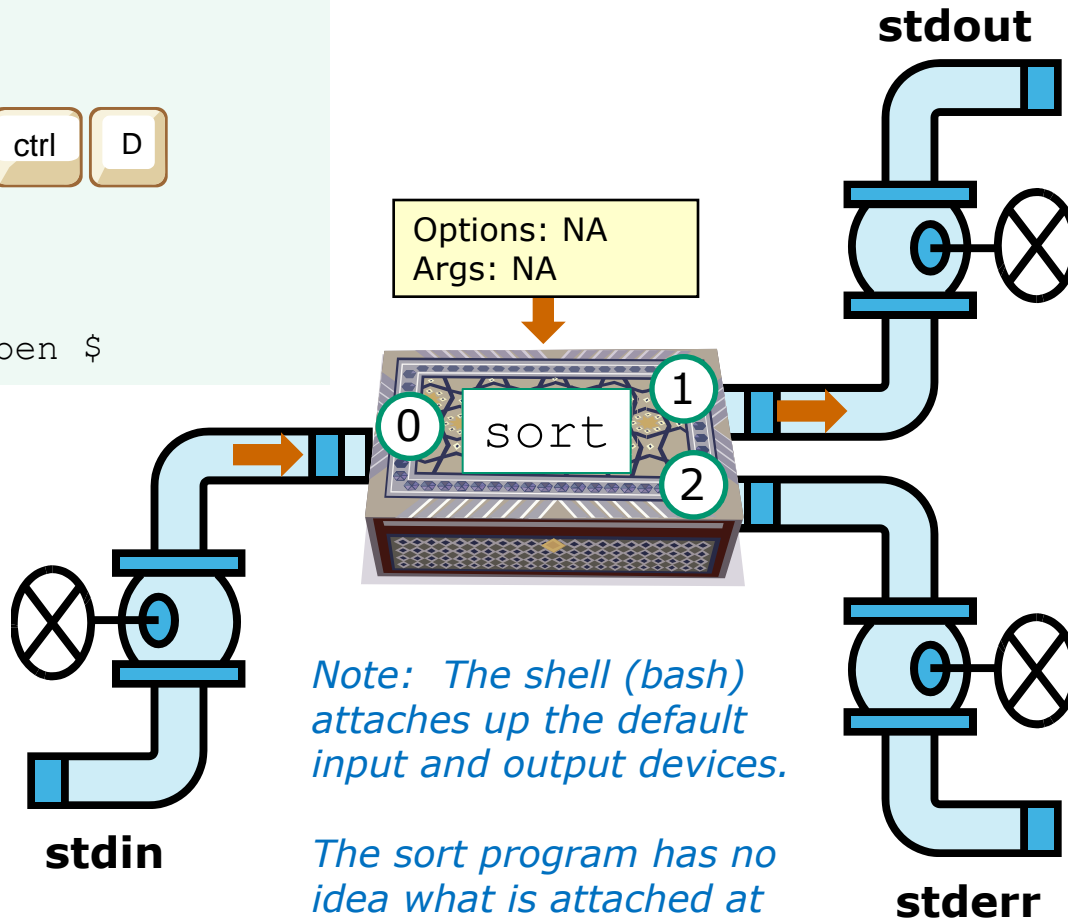 stdout
ctrl D
Options: NA
Args: NA
$
0
sort
1
2
Note: The shell (bash)
attaches up the default
input and output devices.
stdin
The sort program has no
idea what is attached at
stderr